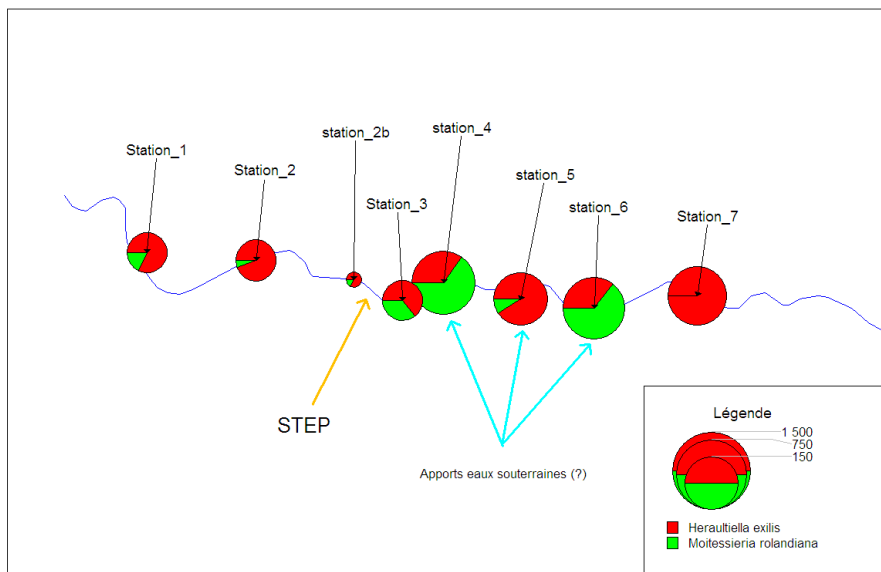 Station_1
Station_2
station_2b
Station_3
station_4
station_5
station_6
Station_7
STEP
Apports eaux souterraines (?)
Légende
1 500
750
150
Heraultiella exilis
Moitessieria rolandiana